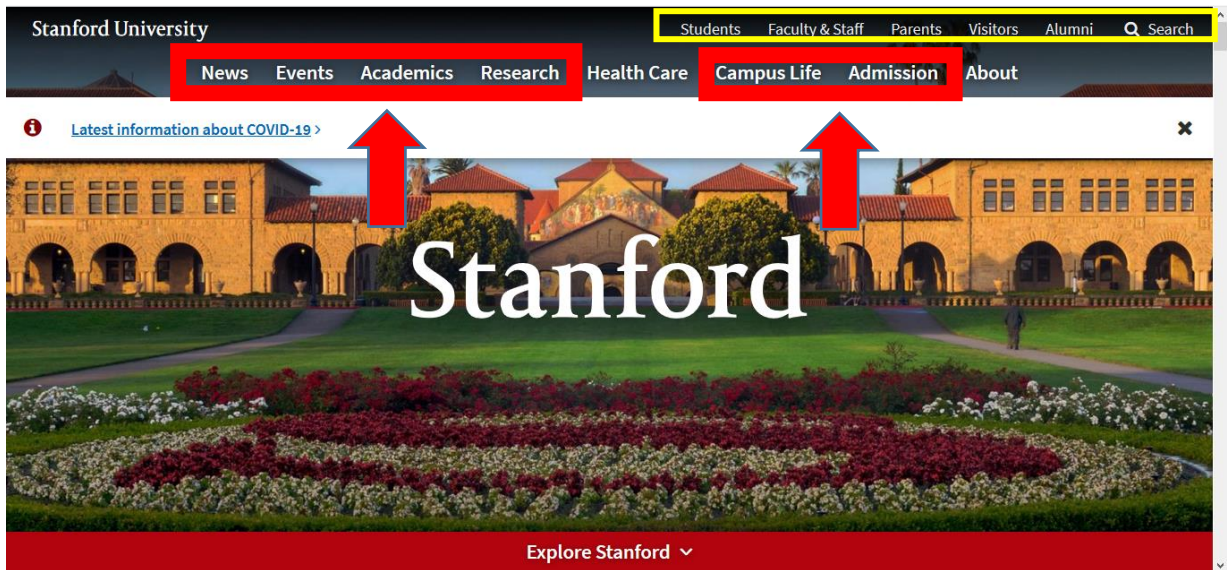 Stanford University
Students Faculty & Staff Parents Visitors Alumni Search
News Events Academics Research Health Care Campus Life Admission About
Latest information about COVID-19 >
Stanford
Explore Stanford